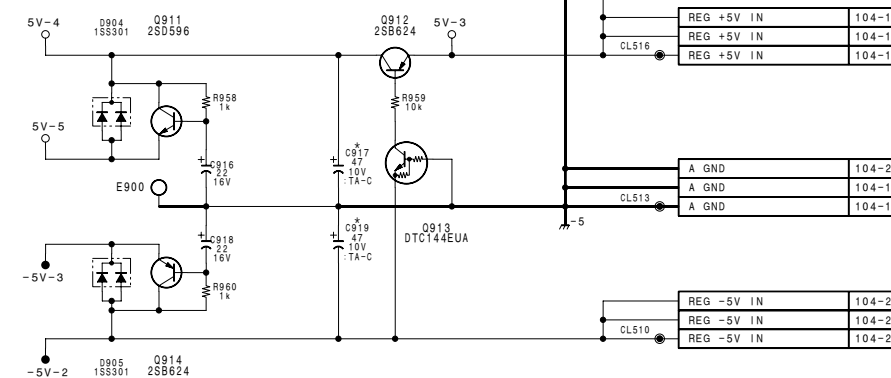 5V-4
D904
1SS301
Q911
2SD596
Q912
2SB624
5V-3
REG +5V IN 104-1
REG +5V IN 104-1
CL516
REG +5V IN 104-1
R958
1k
R959
10k
5V-5
+
C916
22
16V
+
*
C917
47
10V
:TA-C
E900
A GND 104-2
A GND 104-1
CL513
A GND 104-1
-5
+
C918
22
16V
+
*
C919
47
10V
:TA-C
Q913
DTC144EUA
-5V-3
R960
1k
REG -5V IN 104-2
REG -5V IN 104-2
CL510
REG -5V IN 104-2
-5V-2
D905
1SS301
Q914
2SB624